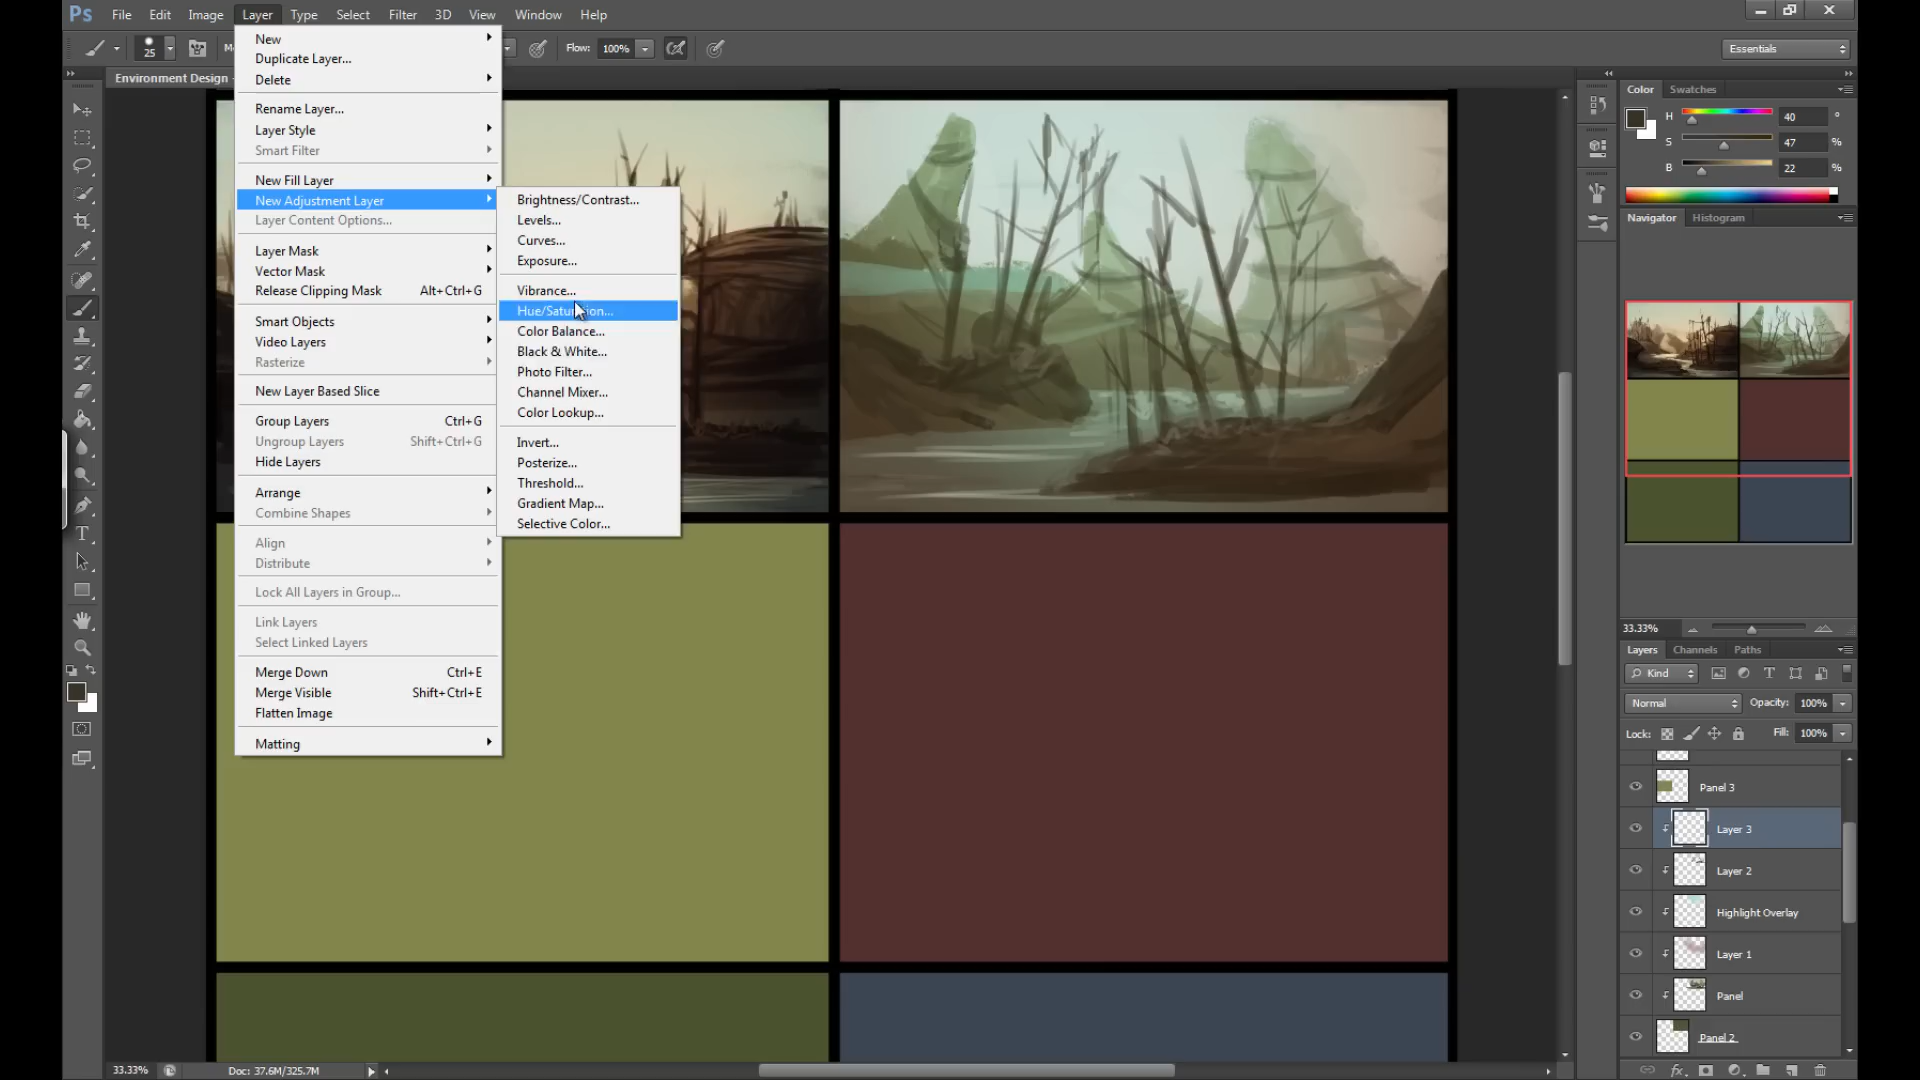 Ps File Edit Image Layer Type Select Filter 3D View Window Help
25 Flow: 100% Essentials
Environment Design
New
Duplicate Layer...
Delete
Rename Layer...
Layer Style
Smart Filter
New Fill Layer
New Adjustment Layer
Layer Content Options...
Layer Mask
Vector Mask
Release Clipping Mask Alt+Ctrl+G
Smart Objects
Video Layers
Rasterize
New Layer Based Slice
Group Layers Ctrl+G
Ungroup Layers Shift+Ctrl+G
Hide Layers
Arrange
Combine Shapes
Align
Distribute
Lock All Layers in Group...
Link Layers
Select Linked Layers
Merge Down Ctrl+E
Merge Visible Shift+Ctrl+E
Flatten Image
Matting
Brightness/Contrast...
Levels...
Curves...
Exposure...
Vibrance...
Hue/Saturation...
Color Balance...
Black & White...
Photo Filter...
Channel Mixer...
Color Lookup...
Invert...
Posterize...
Threshold...
Gradient Map...
Selective Color...
Color Swatches
H 40 °
S 47 %
B 22 %
Navigator Histogram
33.33%
Layers Channels Paths
Kind
Normal Opacity: 100%
Lock: Fill: 100%
Panel 3
Layer 3
Layer 2
Highlight Overlay
Layer 1
Panel
Panel 2
33.33% Doc: 37.6M/325.7M